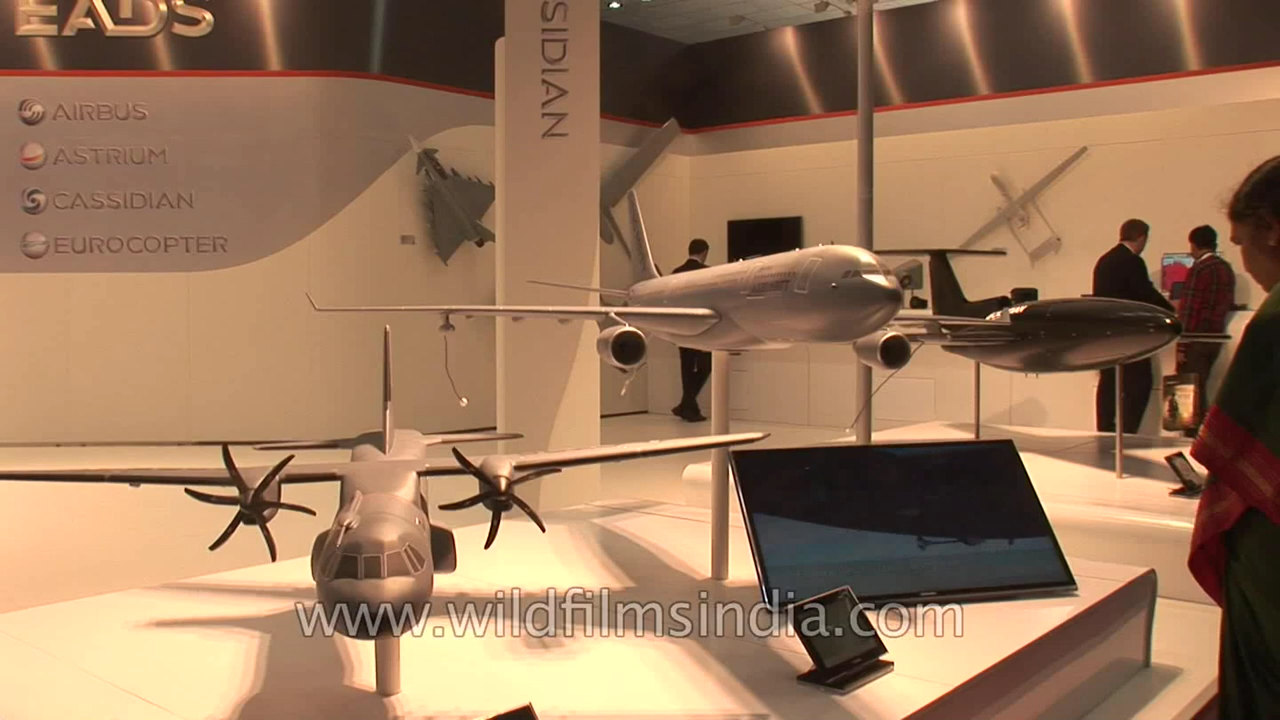 EADS
AIRBUS
ASTRIUM
CASSIDIAN
EUROCOPTER
SIDIAN
www.wildfilmsindia.com